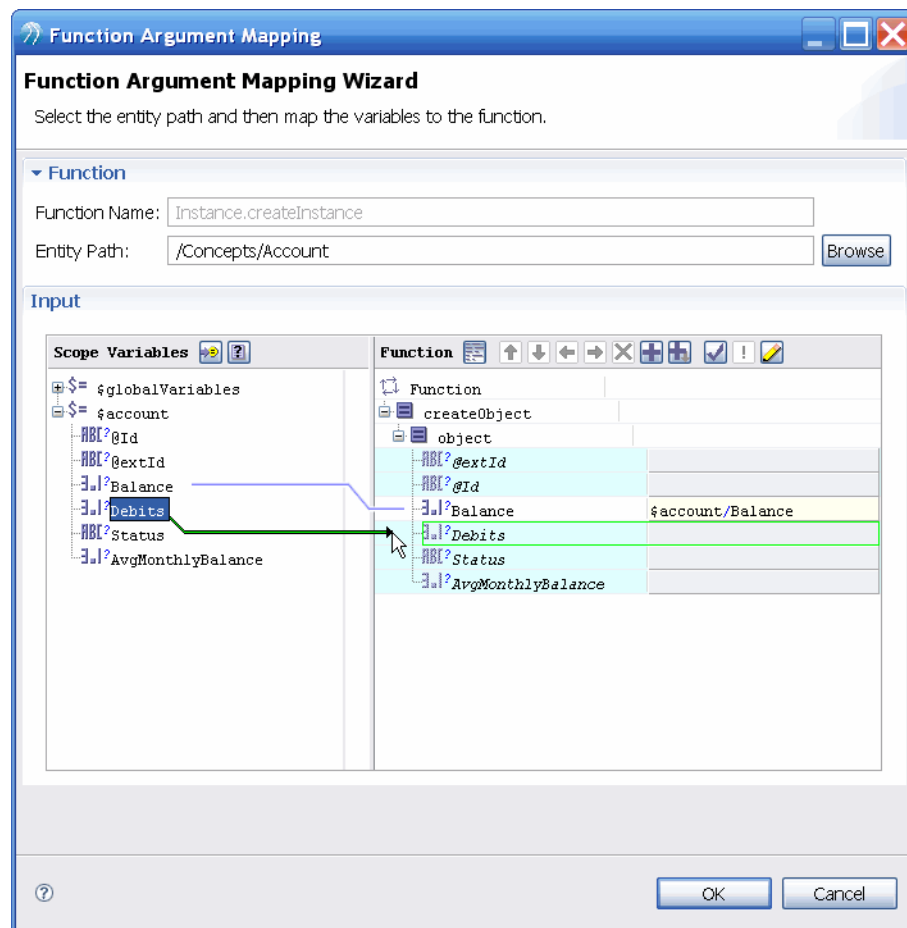 Function Argument Mapping
Function Argument Mapping Wizard
Select the entity path and then map the variables to the function.
Function
Function Name: Instance.createInstance
Entity Path: /Concepts/Account Browse
Input
Scope Variables Function
$globalVariables Function
$account createObject
@Id object
@extId @extId
Balance @Id
Debits Balance $account/Balance
Status Debits
AvgMonthlyBalance Status
AvgMonthlyBalance
OK Cancel